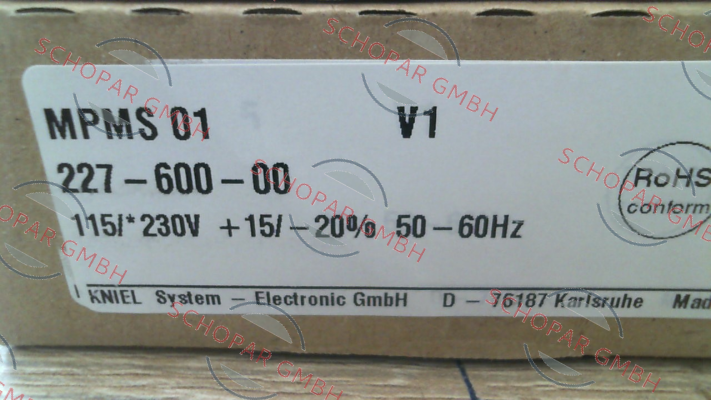 MPMS 01 V1
227-600-00
115/*230V +15/-20% 50-60Hz
RoHS
conform
KNIEL System - Electronic GmbH D - 76187 Karlsruhe Mad
SCHOPAR GMBH